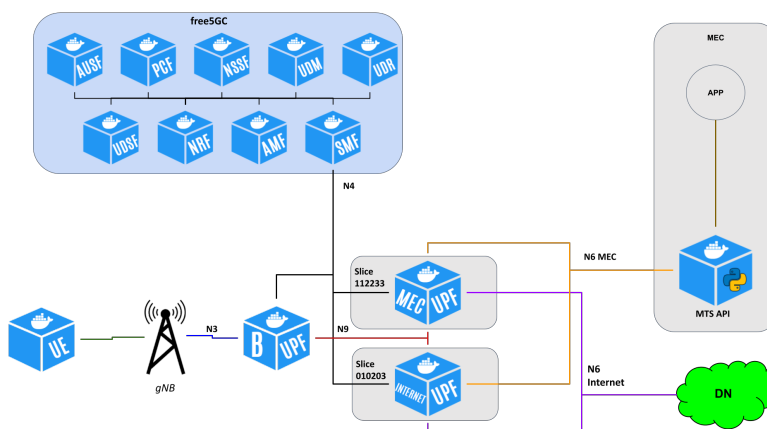 free5GC
MEC
AUSF
PCF
NSSF
UDM
UDR
APP
UDSF
NRF
AMF
SMF
N4
Slice
112233
N6 MEC
MEC UPF
MTS API
UE
N3
B UPF
N9
gNB
Slice
010203
INTERNET UPF
N6
Internet
DN